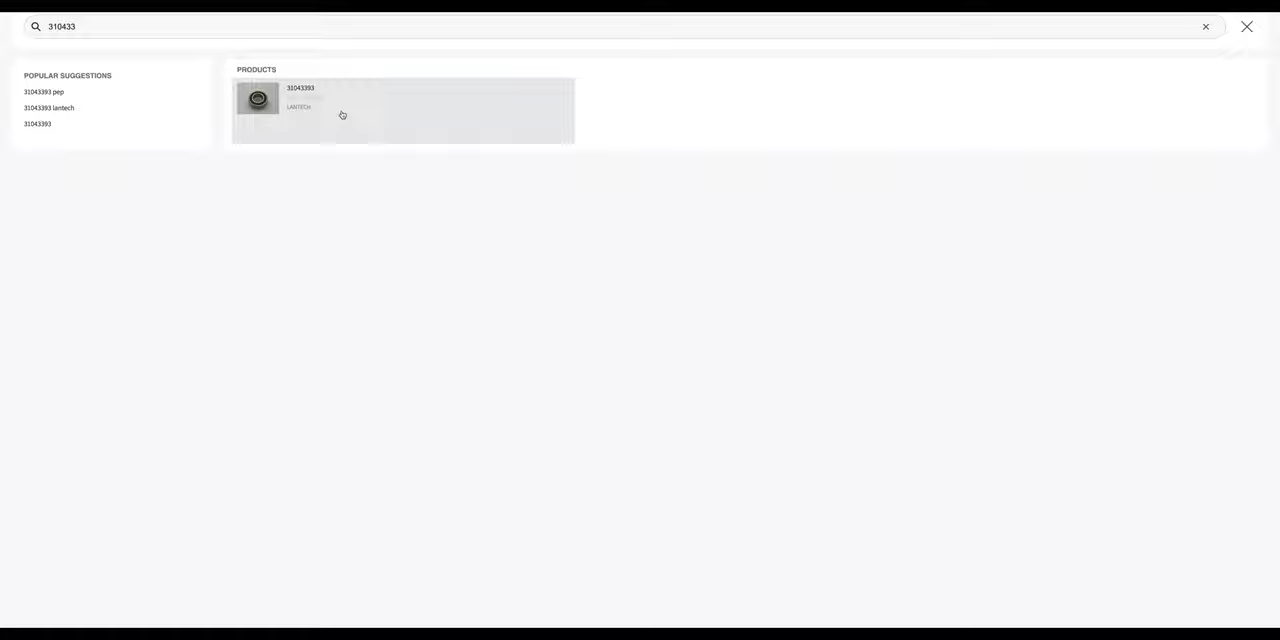 310433
POPULAR SUGGESTIONS
31043393 pep
31043393 lantech
31043393
PRODUCTS
31043393
LANTECH